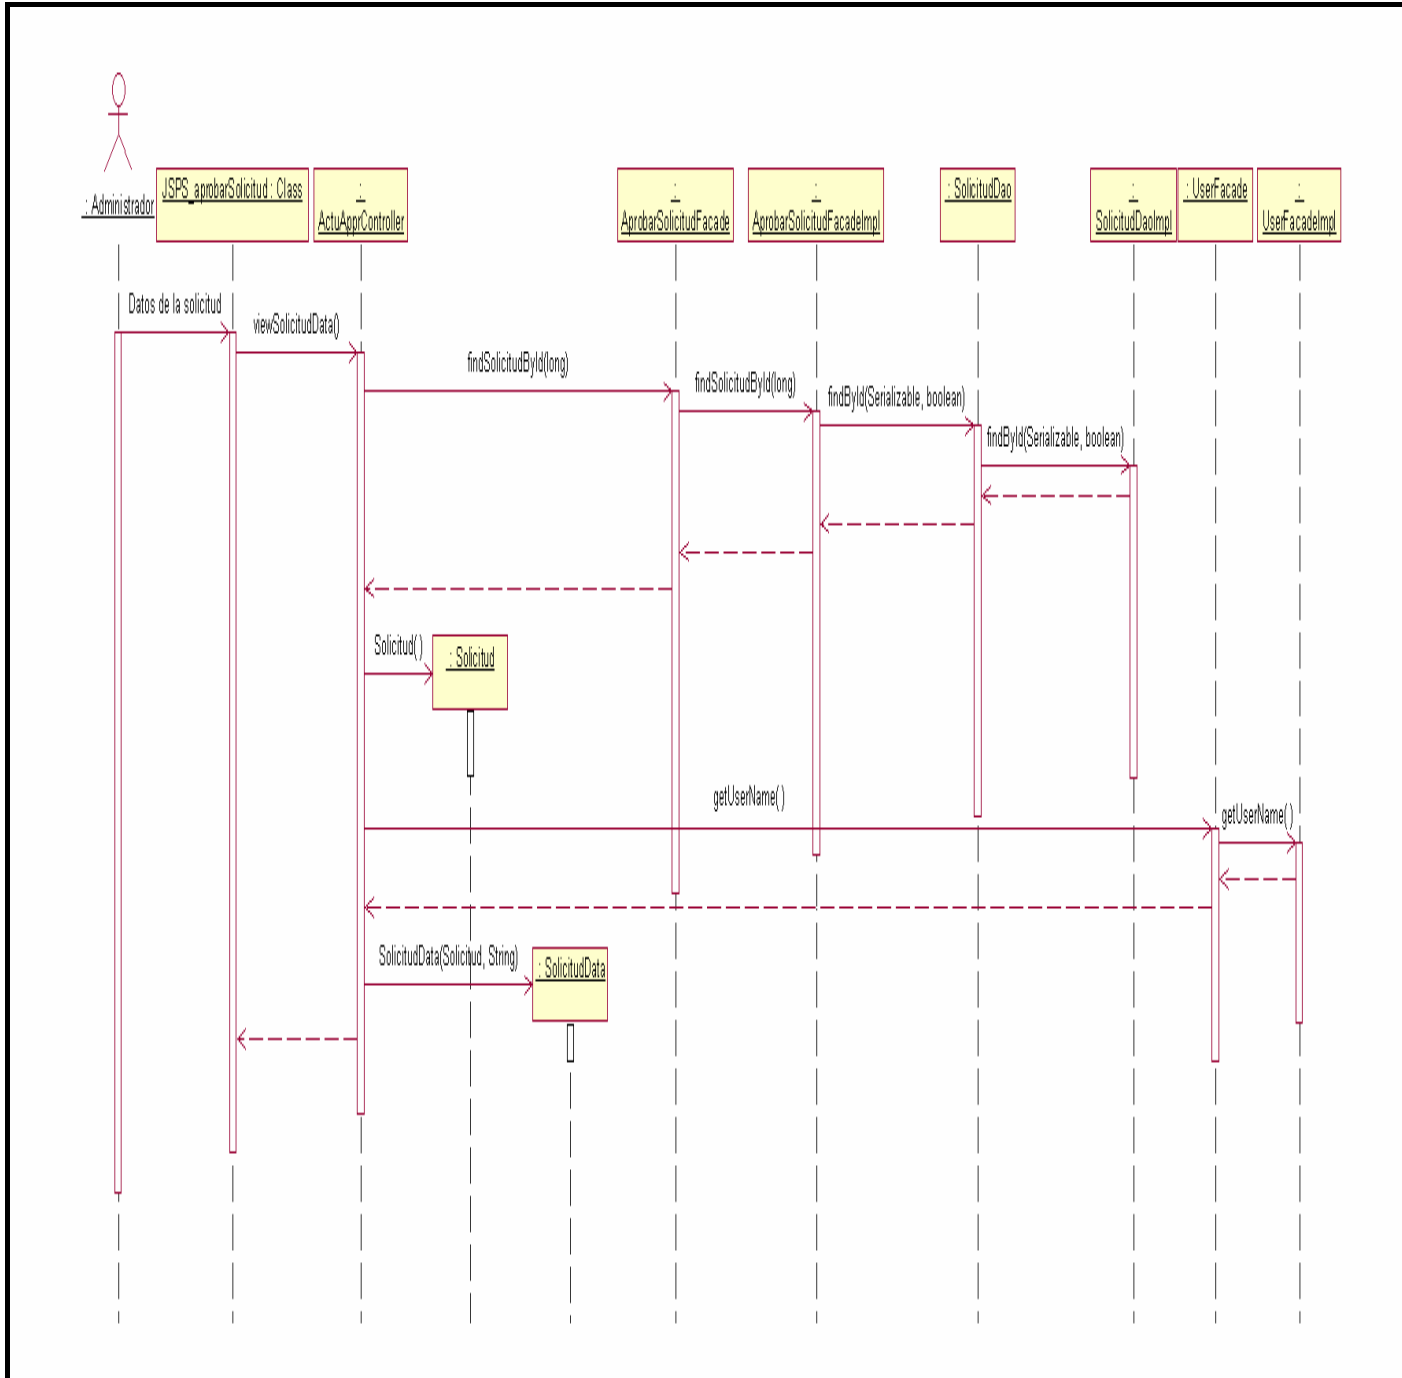 : Administrador
JSPS_aprobarSolicitud : Class
:
ActuApprController
:
AprobarSolicitudFacade
:
AprobarSolicitudFacadeImpl
: SolicitudDao
:
SolicitudDaoImpl
: UserFacade
:
UserFacadeImpl
Datos de la solicitud
viewSolicitudData()
findSolicitudById(long)
findSolicitudById(long)
findById(Serializable, boolean)
findById(Serializable, boolean)
Solicitud( )
: Solicitud
getUserName( )
getUserName( )
SolicitudData(Solicitud, String)
: SolicitudData